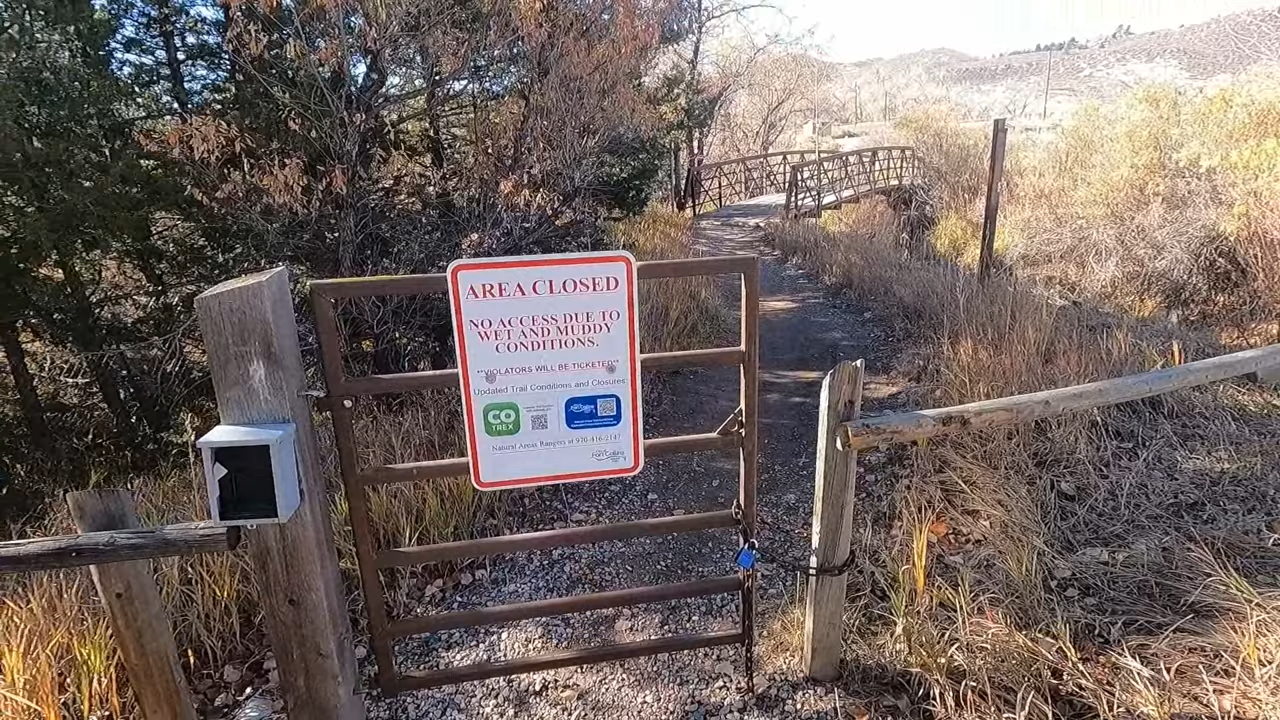 AREA CLOSED
NO ACCESS DUE TO
WET AND MUDDY
CONDITIONS.
**VIOLATORS WILL BE TICKETED**
Updated Trail Conditions and Closures
CO
TREX
Natural Areas Rangers at 970-416-2147
Fort Collins